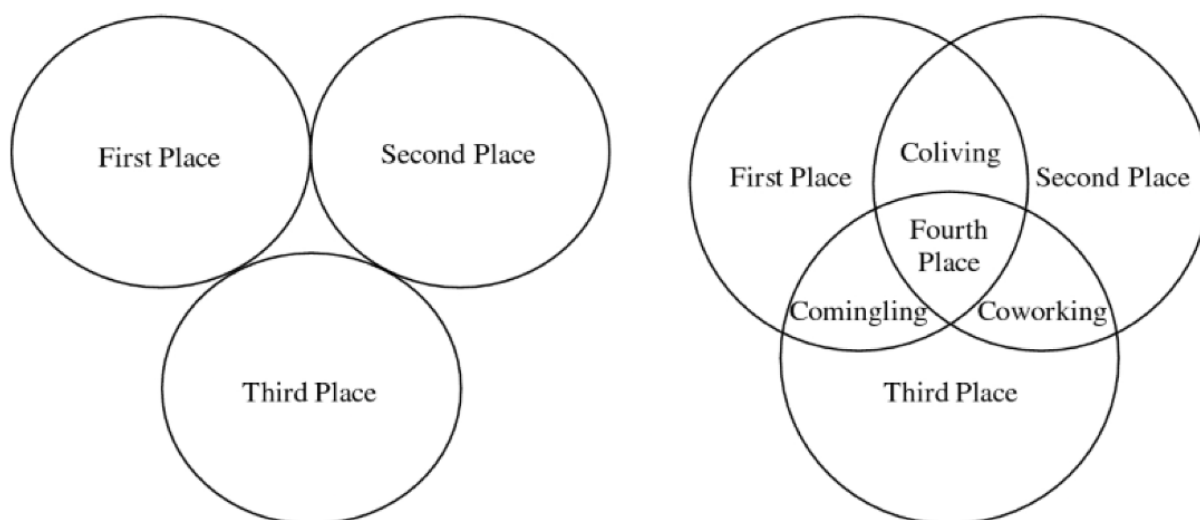 First Place
Second Place
Third Place
First Place
Coliving
Second Place
Fourth
Place
Comingling
Coworking
Third Place